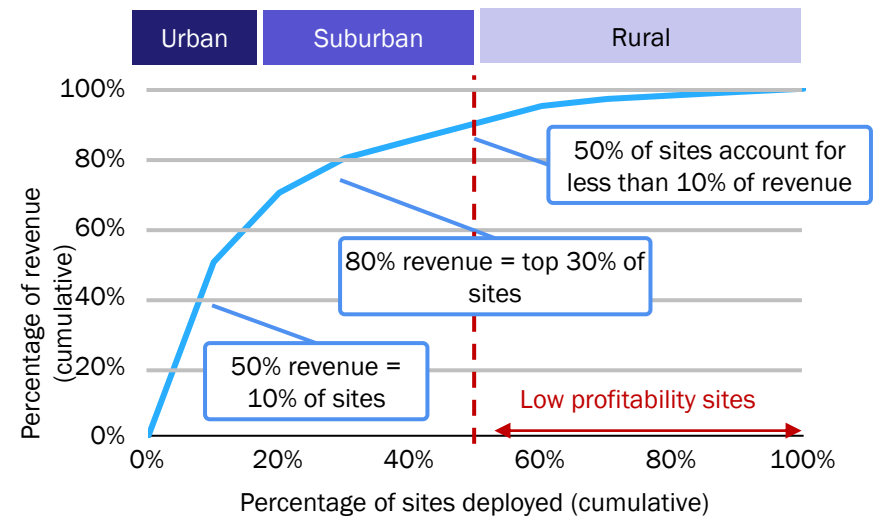 Urban
Suburban
Rural
100%
80%
60%
40%
20%
0%
Percentage of revenue
(cumulative)
50% of sites account for
less than 10% of revenue
80% revenue = top 30% of
sites
50% revenue =
10% of sites
Low profitability sites
0%
20%
40%
60%
80%
100%
Percentage of sites deployed (cumulative)